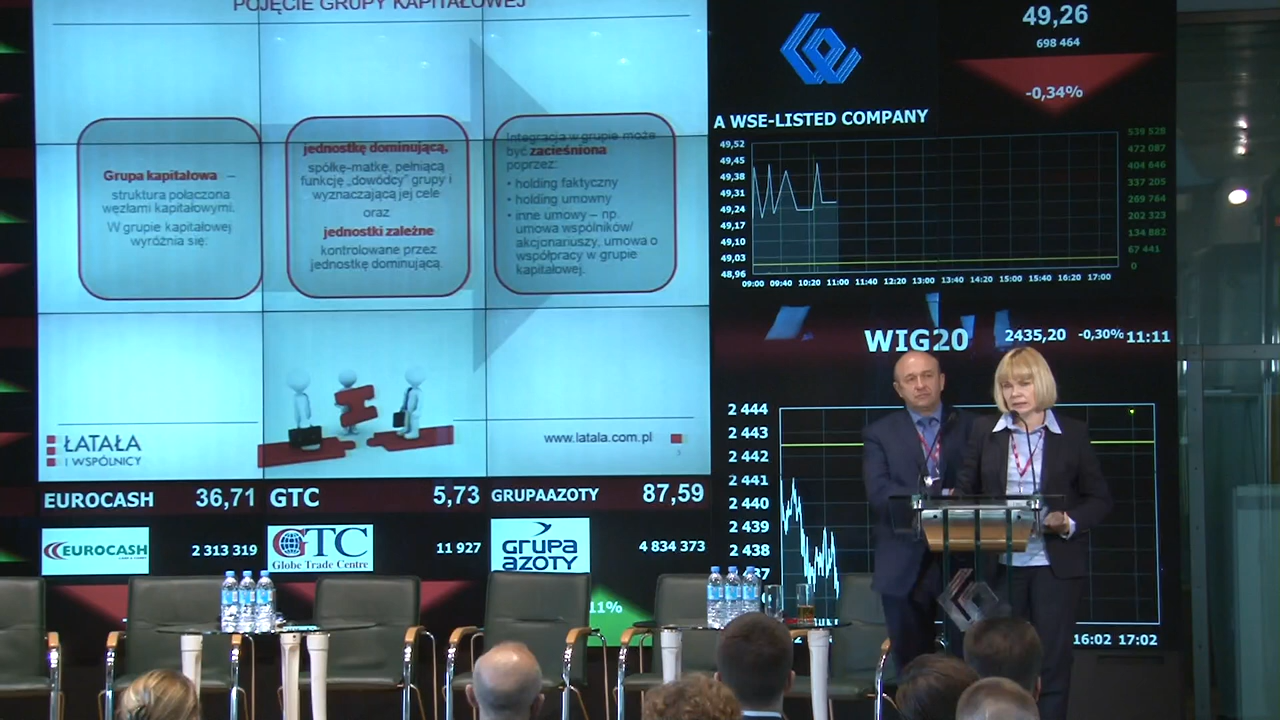 POJĘCIE GRUPY KAPITAŁOWEJ
Grupa kapitałowa –
struktura połączona
węzłami kapitałowymi.
W grupie kapitałowej
wyróżnia się:
jednostkę dominującą,
spółkę-matkę, pełniącą
funkcję „dowódcy” grupy i
wyznaczającą jej cele
oraz
jednostki zależne
kontrolowane przez
jednostkę dominującą.
Integracja w grupie może
być zacieśniona
poprzez:
• holding faktyczny
• holding umowny
• inne umowy – np.
umowa wspólników/
akcjonariuszy, umowa o
współpracy w grupie
kapitałowej.
ŁATAŁA
I WSPÓLNICY
www.latala.com.pl
3
49,26
698 464
-0,34%
A WSE-LISTED COMPANY
49,52
49,45
49,38
49,31
49,24
49,17
49,10
49,03
48,96
539 528
472 087
404 646
337 205
269 764
202 323
134 882
67 441
0
09:00 09:40 10:20 11:00 11:40 12:20 13:00 13:40 14:20 15:00 15:40 16:20 17:00
WIG20 2435,20 -0,30% 11:11
2 444
2 443
2 442
2 441
2 440
2 439
2 438
16:02 17:02
EUROCASH 36,71 GTC 5,73 GRUPAAZOTY 87,59
EUROCASH 2 313 319
GTC
Globe Trade Centre
11 927
GRUPA
AZOTY
4 834 373
11%